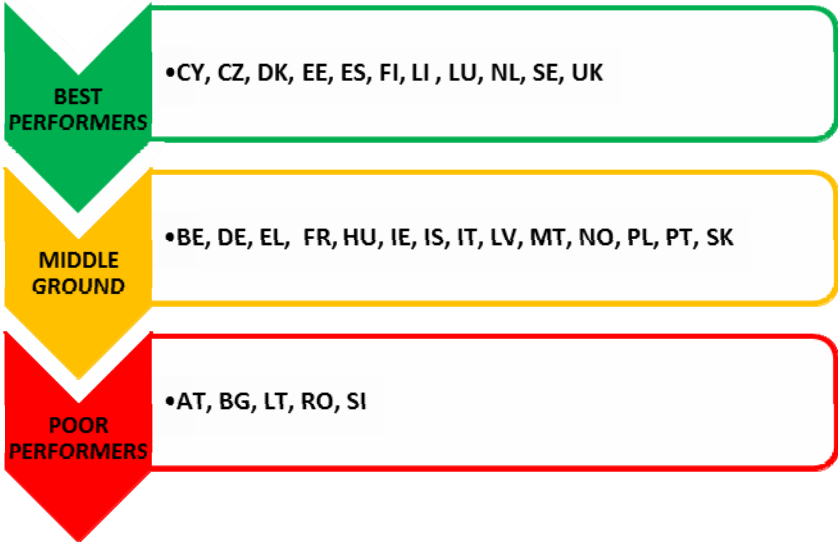 BEST
PERFORMERS
•CY, CZ, DK, EE, ES, FI, LI , LU, NL, SE, UK
MIDDLE
GROUND
•BE, DE, EL, FR, HU, IE, IS, IT, LV, MT, NO, PL, PT, SK
POOR
PERFORMERS
•AT, BG, LT, RO, SI